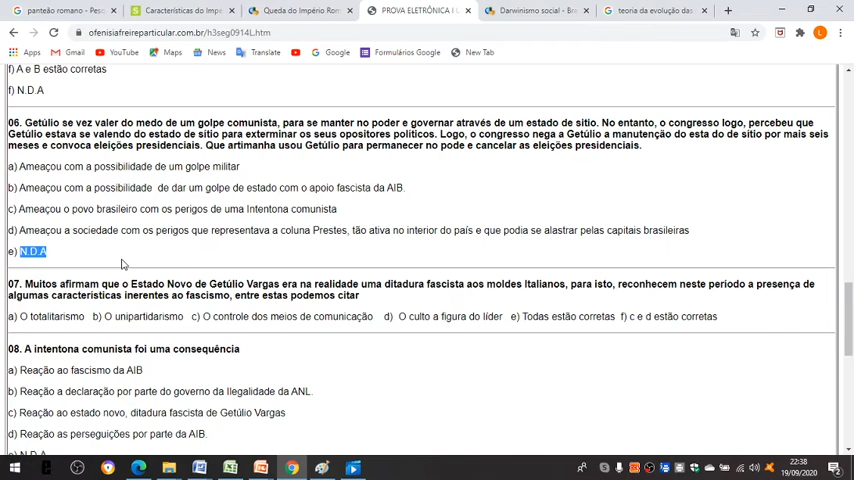 panteão romano - Pesq
Características do Impé
Queda do Império Rom
PROVA ELETRÔNICA I U
Darwinismo social - Bra
teoria da evolução das
ofenisiafreireparticular.com.br/h3seg0914L.htm
Apps Gmail YouTube Maps News Translate Google Formulários Google New Tab
f) A e B estão corretas
f) N.D.A
06. Getúlio se vez valer do medo de um golpe comunista, para se manter no poder e governar através de um estado de sitio. No entanto, o congresso logo, percebeu que
Getúlio estava se valendo do estado de sítio para exterminar os seus opositores políticos. Logo, o congresso nega a Getúlio a manutenção do esta do de sítio por mais seis
meses e convoca eleições presidenciais. Que artimanha usou Getúlio para permanecer no pode e cancelar as eleições presidenciais.
a) Ameaçou com a possibilidade de um golpe militar
b) Ameaçou com a possibilidade de dar um golpe de estado com o apoio fascista da AIB.
c) Ameaçou o povo brasileiro com os perigos de uma Intentona comunista
d) Ameaçou a sociedade com os perigos que representava a coluna Prestes, tão ativa no interior do país e que podia se alastrar pelas capitais brasileiras
e) N.D.A
07. Muitos afirmam que o Estado Novo de Getúlio Vargas era na realidade uma ditadura fascista aos moldes Italianos, para isto, reconhecem neste período a presença de
algumas características inerentes ao fascismo, entre estas podemos citar
a) O totalitarismo b) O unipartidarismo c) O controle dos meios de comunicação d) O culto a figura do líder e) Todas estão corretas f) c e d estão corretas
08. A intentona comunista foi uma consequência
a) Reação ao fascismo da AIB
b) Reação a declaração por parte do governo da Ilegalidade da ANL.
c) Reação ao estado novo, ditadura fascista de Getúlio Vargas
d) Reação as perseguições por parte da AIB.
e) N.D.A
22:38
19/09/2020